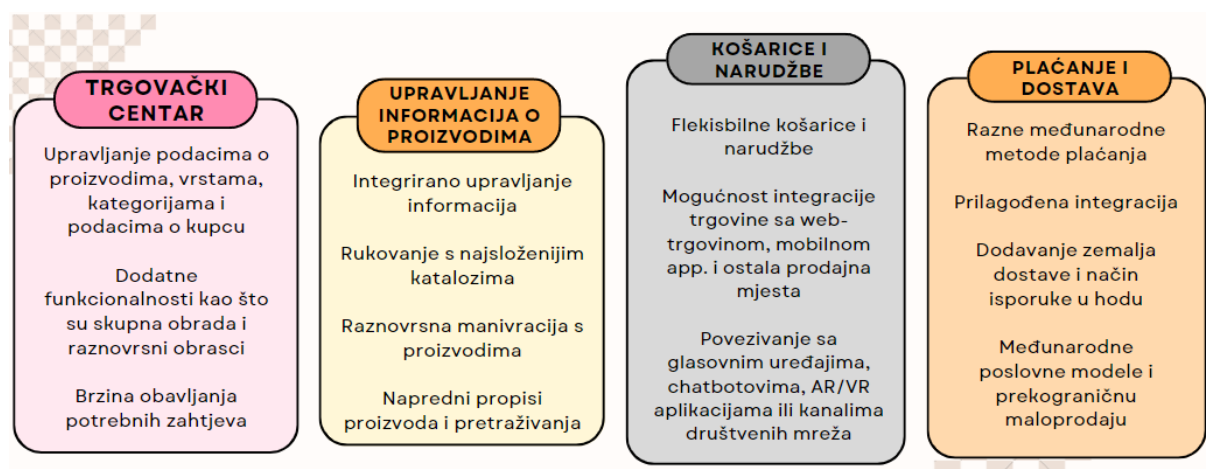 TRGOVAČKI
CENTAR
Upravljanje podacima o
proizvodima, vrstama,
kategorijama i
podacima o kupcu
Dodatne
funkcionalnosti kao što
su skupna obrada i
raznovrsni obrasci
Brzina obavljanja
potrebnih zahtjeva
UPRAVLJANJE
INFORMACIJA O
PROIZVODIMA
Integrirano upravljanje
informacija
Rukovanje s najsloženijim
katalozima
Raznovrsna manivracija s
proizvodima
Napredni propisi
proizvoda i pretraživanja
KOŠARICE I
NARUDŽBE
Flekisbilne košarice i
narudžbe
Mogućnost integracije
trgovine sa web-
trgovinom, mobilnom
app. i ostala prodajna
mjesta
Povezivanje sa
glasovnim uređajima,
chatbotovima, AR/VR
aplikacijama ili kanalima
društvenih mreža
PLAĆANJE I
DOSTAVA
Razne međunarodne
metode plaćanja
Prilagođena integracija
Dodavanje zemalja
dostave i način
isporuke u hodu
Međunarodne
poslovne modele i
prekograničnu
maloprodaju